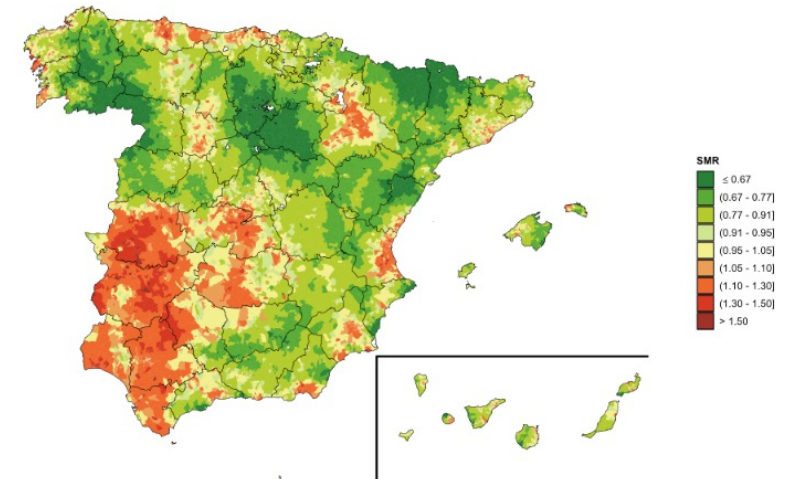 SMR
≤ 0.67
(0.67 - 0.77]
(0.77 - 0.91]
(0.91 - 0.95]
(0.95 - 1.05]
(1.05 - 1.10]
(1.10 - 1.30]
(1.30 - 1.50]
> 1.50